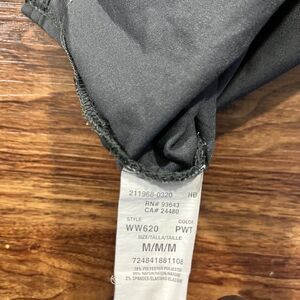 211968-0320 HB
RN# 93643
CA# 24480
STYLE COLOR
WW620 PWT
SIZE/TALLA/TAILLE
M/M/M
724841881108